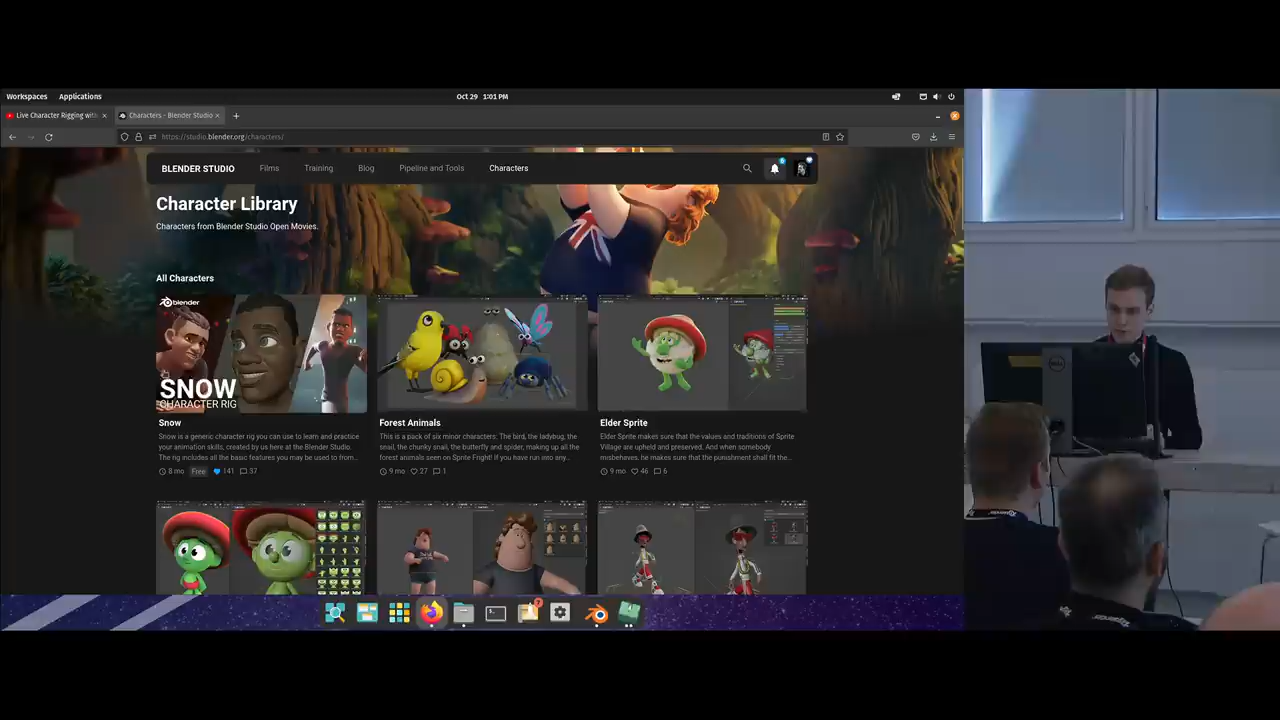 Workspaces Applications
Oct 29 1:01 PM
Live Character Rigging with
Characters - Blender Studio
https://studio.blender.org/characters/
BLENDER STUDIO
Films
Training
Blog
Pipeline and Tools
Characters
Character Library
Characters from Blender Studio Open Movies.
All Characters
blender
SNOW
CHARACTER RIG
Snow
Snow is a generic character rig you can use to learn and practice
your animation skills, created by us here at the Blender Studio.
The rig includes all the basic features you may be used to from...
8 mo Free 141 37
Forest Animals
This is a pack of six minor characters: The bird, the ladybug, the
snail, the chunky snail, the butterfly and spider, making up all the
forest animals seen on Sprite Fright! If you have run into any...
9 mo 27 1
Elder Sprite
Elder Sprite makes sure that the values and traditions of Sprite
Village are upheld and preserved. And when somebody
misbehaves, he makes sure that the punishment shall fit the...
9 mo 46 6
DELL